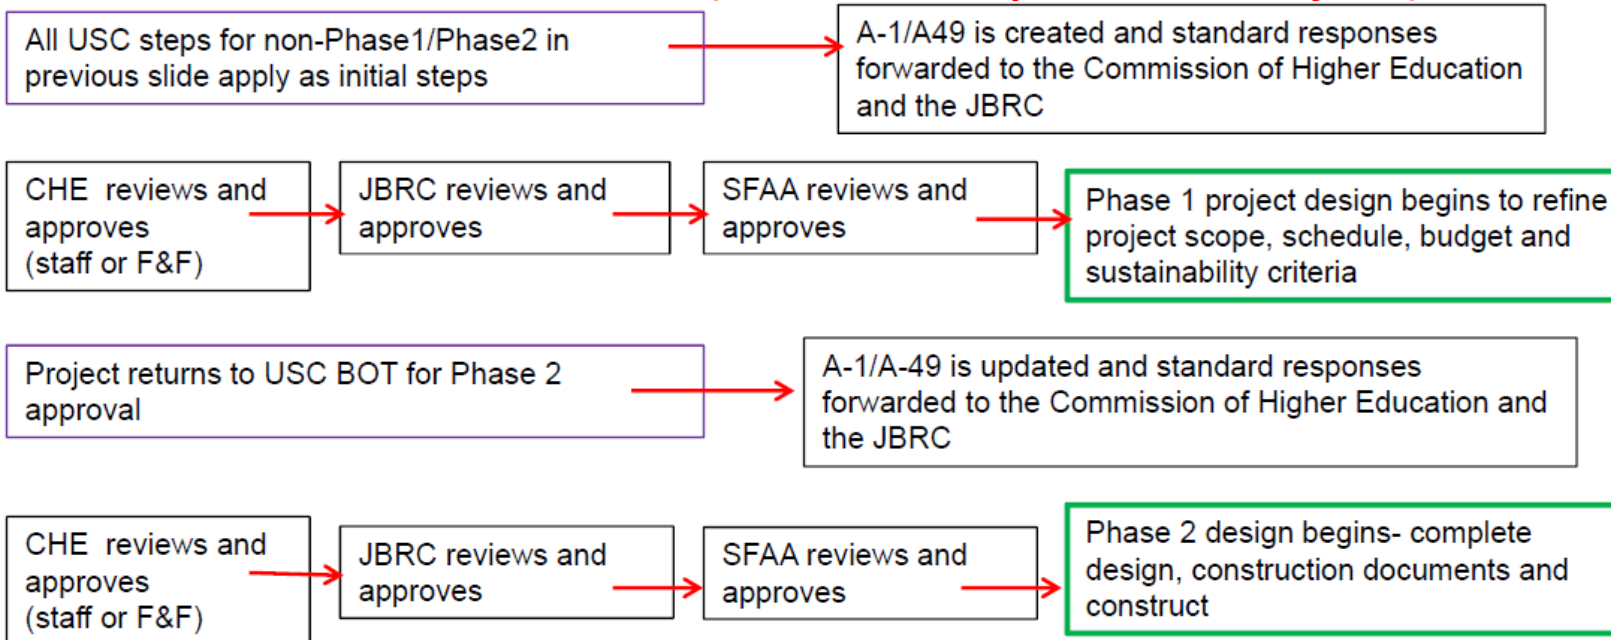 All USC steps for non-Phase1/Phase2 in
previous slide apply as initial steps
A-1/A49 is created and standard responses
forwarded to the Commission of Higher Education
and the JBRC
CHE reviews and
approves
(staff or F&F)
JBRC reviews and
approves
SFAA reviews and
approves
Phase 1 project design begins to refine
project scope, schedule, budget and
sustainability criteria
Project returns to USC BOT for Phase 2
approval
A-1/A-49 is updated and standard responses
forwarded to the Commission of Higher Education and
the JBRC
CHE reviews and
approves
(staff or F&F)
JBRC reviews and
approves
SFAA reviews and
approves
Phase 2 design begins- complete
design, construction documents and
construct